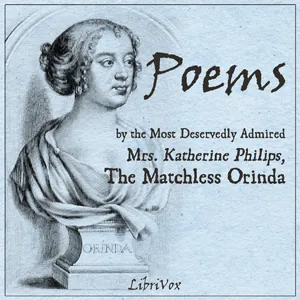 Poems
by the Most Deservedly Admired
Mrs. Katherine Philips,
The Matchless Orinda
ORINDA
LibriVox